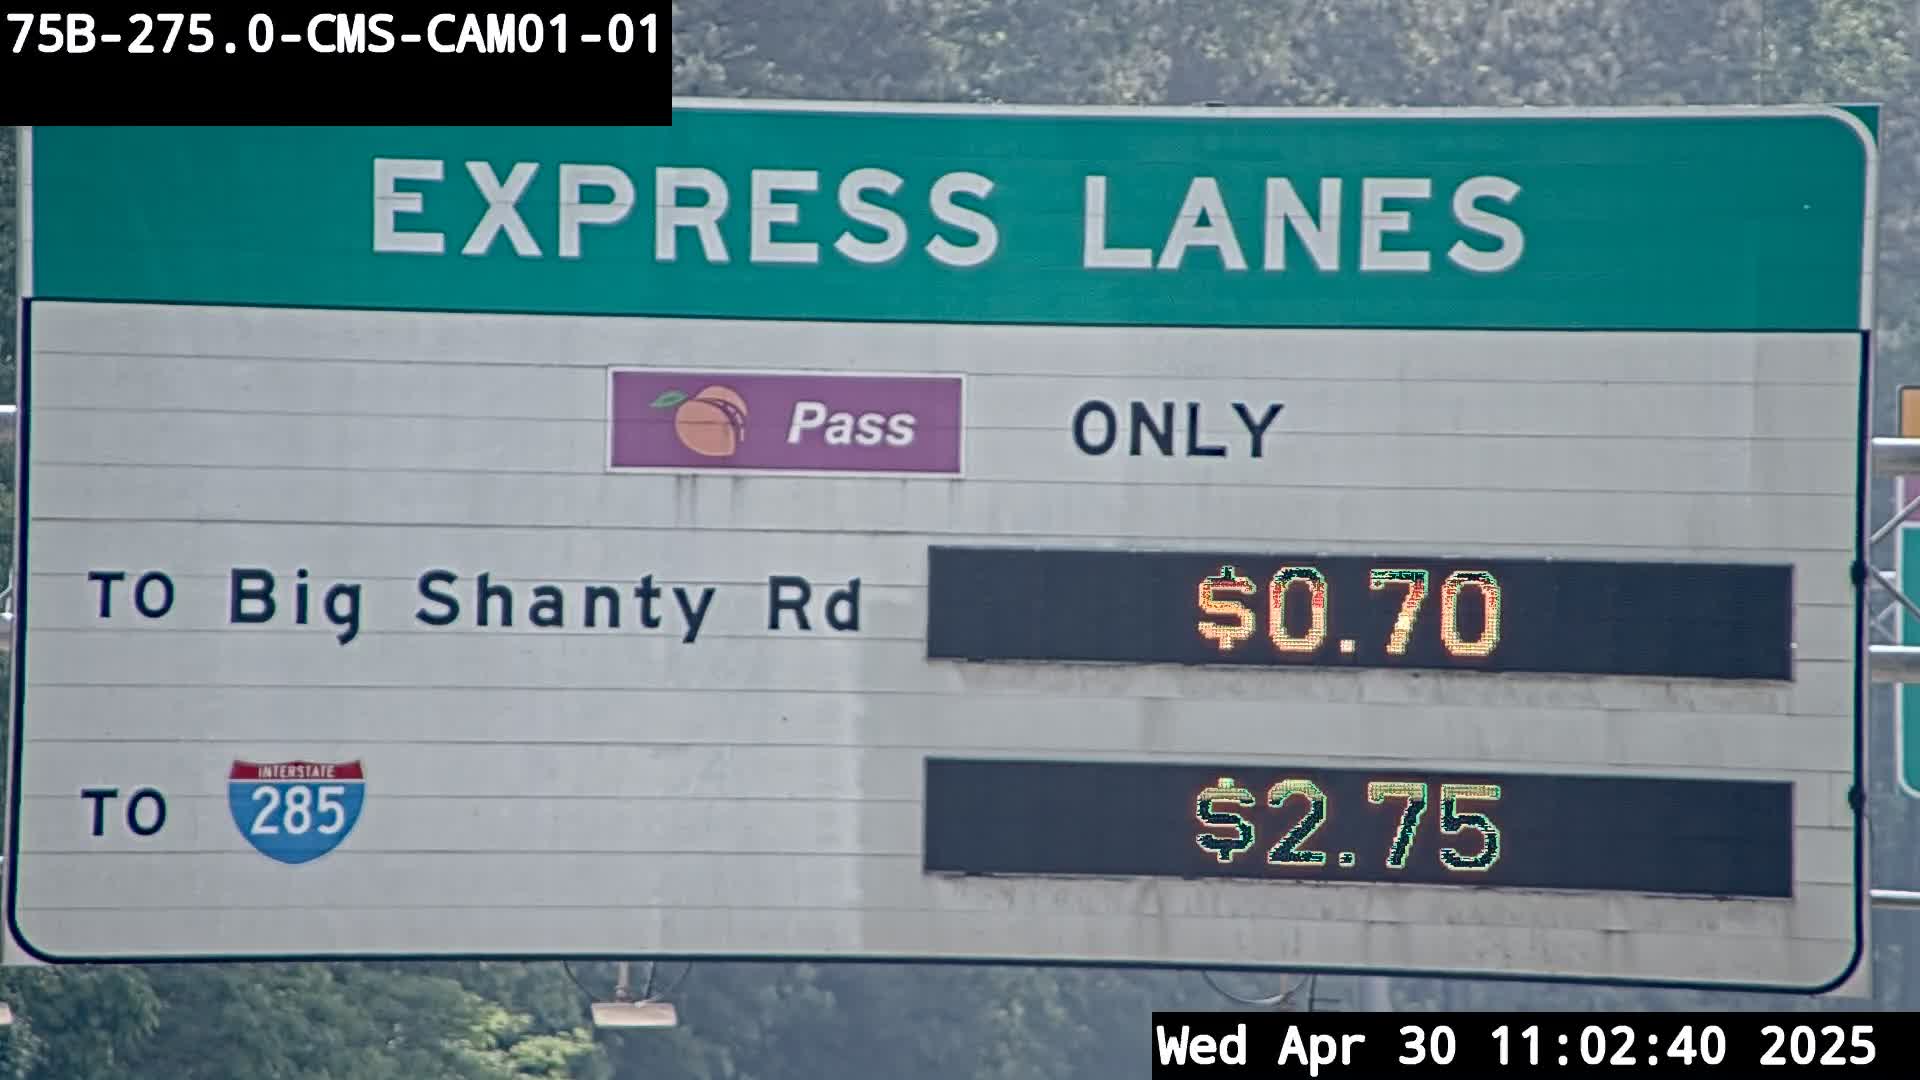 75B-275.0-CMS-CAM01-01
EXPRESS LANES
Pass ONLY
TO Big Shanty Rd $0.70
INTERSTATE
TO 285 $2.75
Wed Apr 30 11:02:40 2025